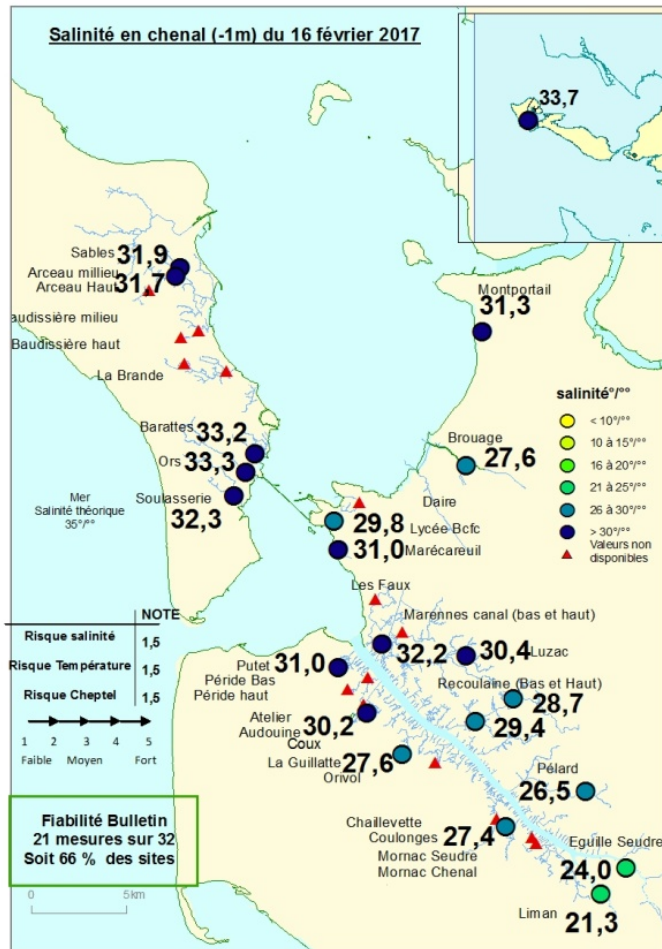 Salinité en chenal (-1m) du 16 février 2017
33,7
Sables 31,9
Arceau millieu
Arceau Haut 31,7
audissière milieu
Baudissière haut
La Brande
Montportail
31,3
salinité°/°°
< 10°/°°
10 à 15°/°°
16 à 20°/°°
21 à 25°/°°
26 à 30°/°°
> 30°/°°
Valeurs non
disponibles
Barattes 33,2
Ors 33,3
Soulasserie
32,3
Brouage
27,6
Mer
Salinité théorique
35°/°°
Daire
29,8 Lycée Bcfc
31,0 Marécareuil
Les Faux
Marennes canal (bas et haut)
32,2
30,4 Luzac
NOTE
Risque salinité 1,5
Risque Température 1,5
Risque Cheptel 1,5
1 2 3 4 5
Faible Moyen Fort
Putet 31,0
Péride Bas
Péride haut
Recoulaine (Bas et Haut)
28,7
29,4
Atelier 30,2
Audouine
Coux
La Guillatte 27,6
Orivol
Pélard
26,5
Fiabilité Bulletin
21 mesures sur 32
Soit 66 % des sites
Chaillevette
Coulonges 27,4
Mornac Seudre
Mornac Chenal
Eguille Seudre
24,0
Liman
21,3
0 5km